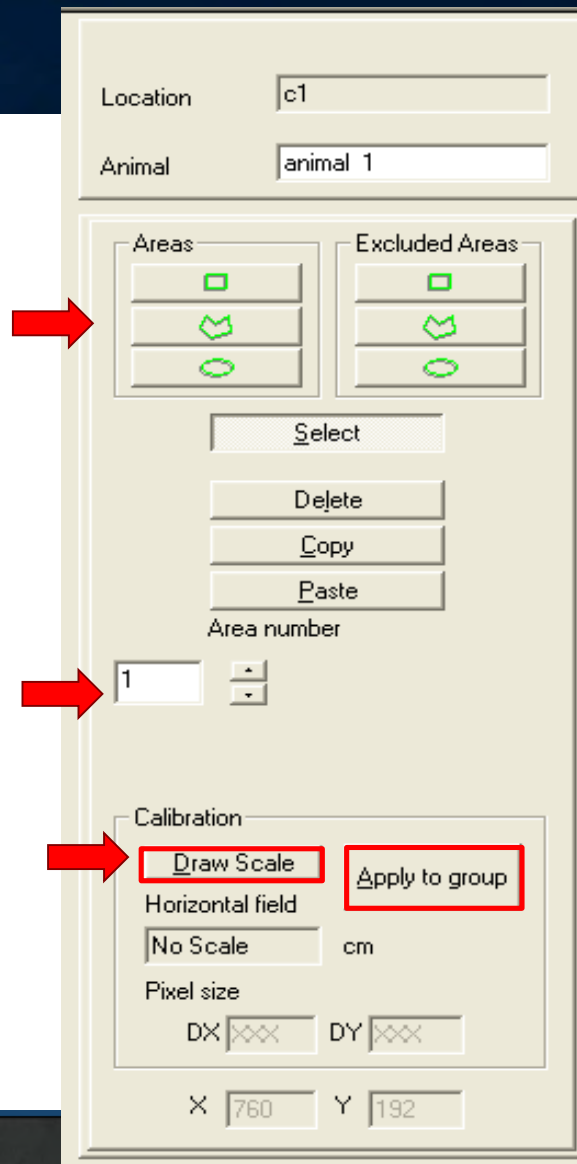 Location c1
Animal animal 1
Areas Excluded Areas
Select
Delete
Copy
Paste
Area number
1
Calibration
Draw Scale Apply to group
Horizontal field
No Scale cm
Pixel size
DX XXX DY XXX
X 760 Y 192